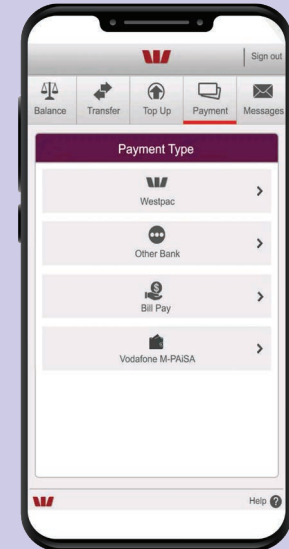 Sign out
Balance Transfer Top Up Payment Messages
Payment Type
Westpac
Other Bank
Bill Pay
Vodafone M-PAiSA
Help ?